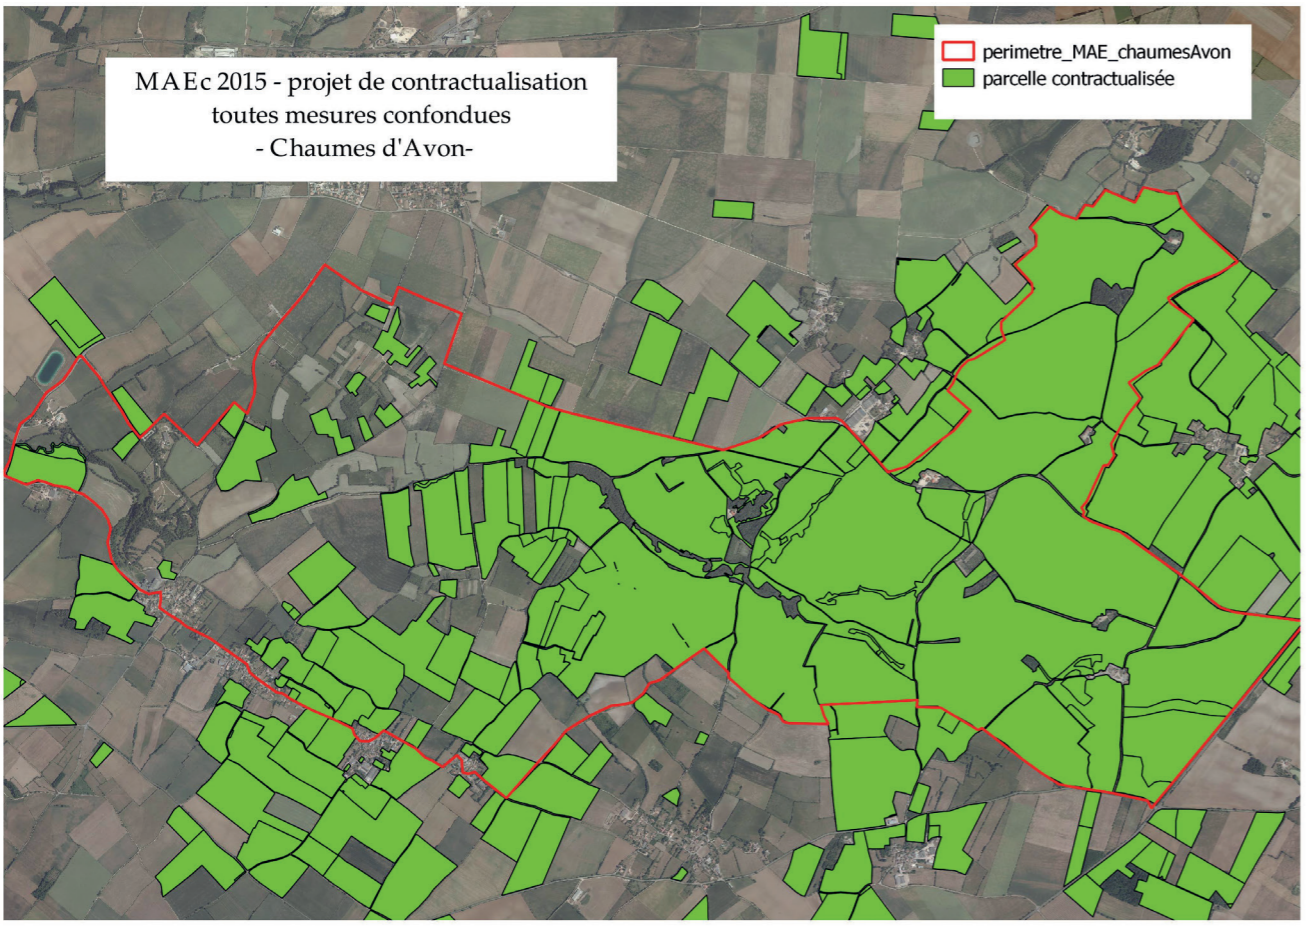 MAEc 2015 - projet de contractualisation
toutes mesures confondues
- Chaumes d'Avon-
perimetre_MAE_chaumesAvon
parcelle contractualisée